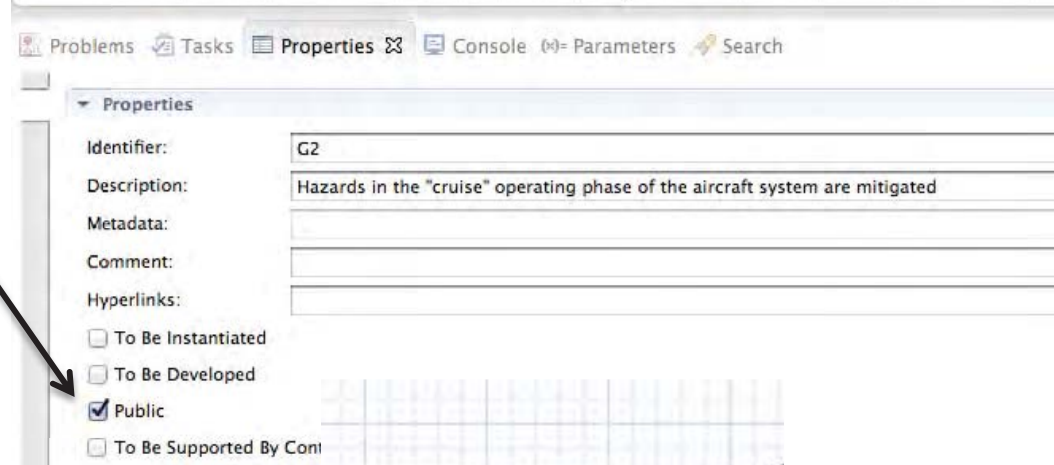 Problems Tasks Properties Console (x)= Parameters Search
Properties
Identifier: G2
Description: Hazards in the "cruise" operating phase of the aircraft system are mitigated
Metadata:
Comment:
Hyperlinks:
To Be Instantiated
To Be Developed
Public
To Be Supported By